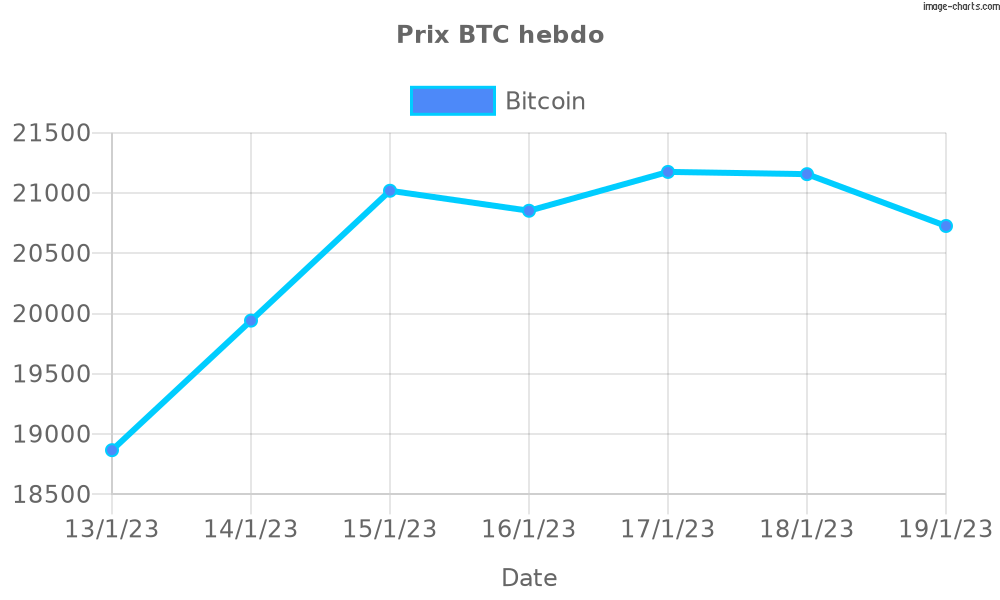 image-charts.com
Prix BTC hebdo
Bitcoin
21500
21000
20500
20000
19500
19000
18500
13/1/23 14/1/23 15/1/23 16/1/23 17/1/23 18/1/23 19/1/23
Date